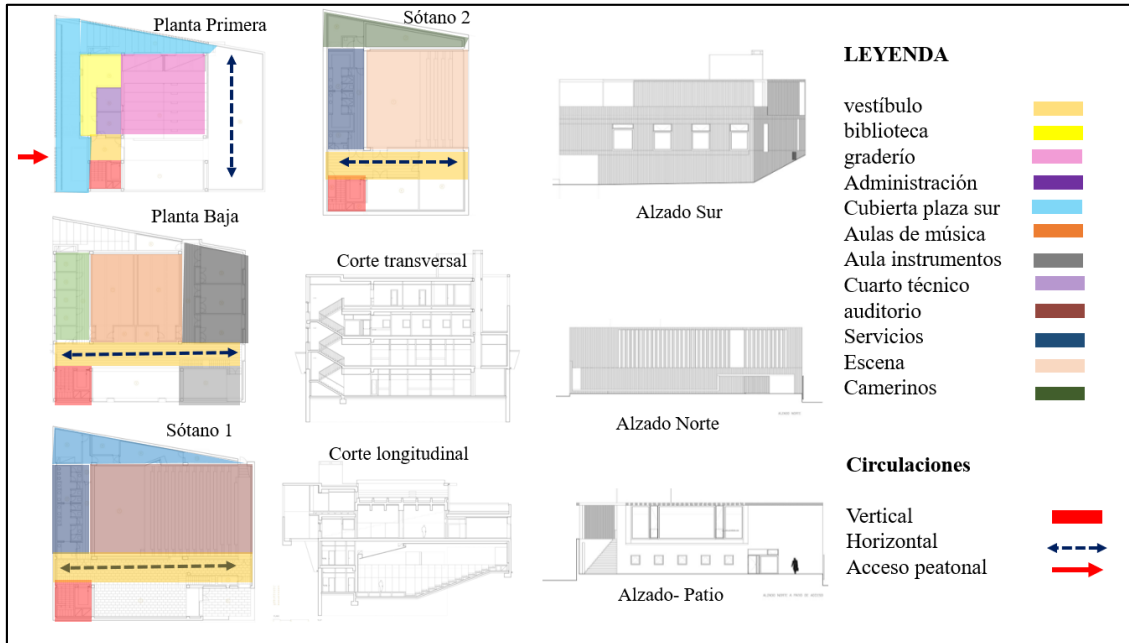 Planta Primera
Sótano 2
Planta Baja
Corte transversal
Sótano 1
Corte longitudinal
Alzado Sur
Alzado Norte
ALZADO NORTE
Alzado- Patio
LEYENDA
vestíbulo
biblioteca
graderío
Administración
Cubierta plaza sur
Aulas de música
Aula instrumentos
Cuarto técnico
auditorio
Servicios
Escena
Camerinos
Circulaciones
Vertical
Horizontal
Acceso peatonal